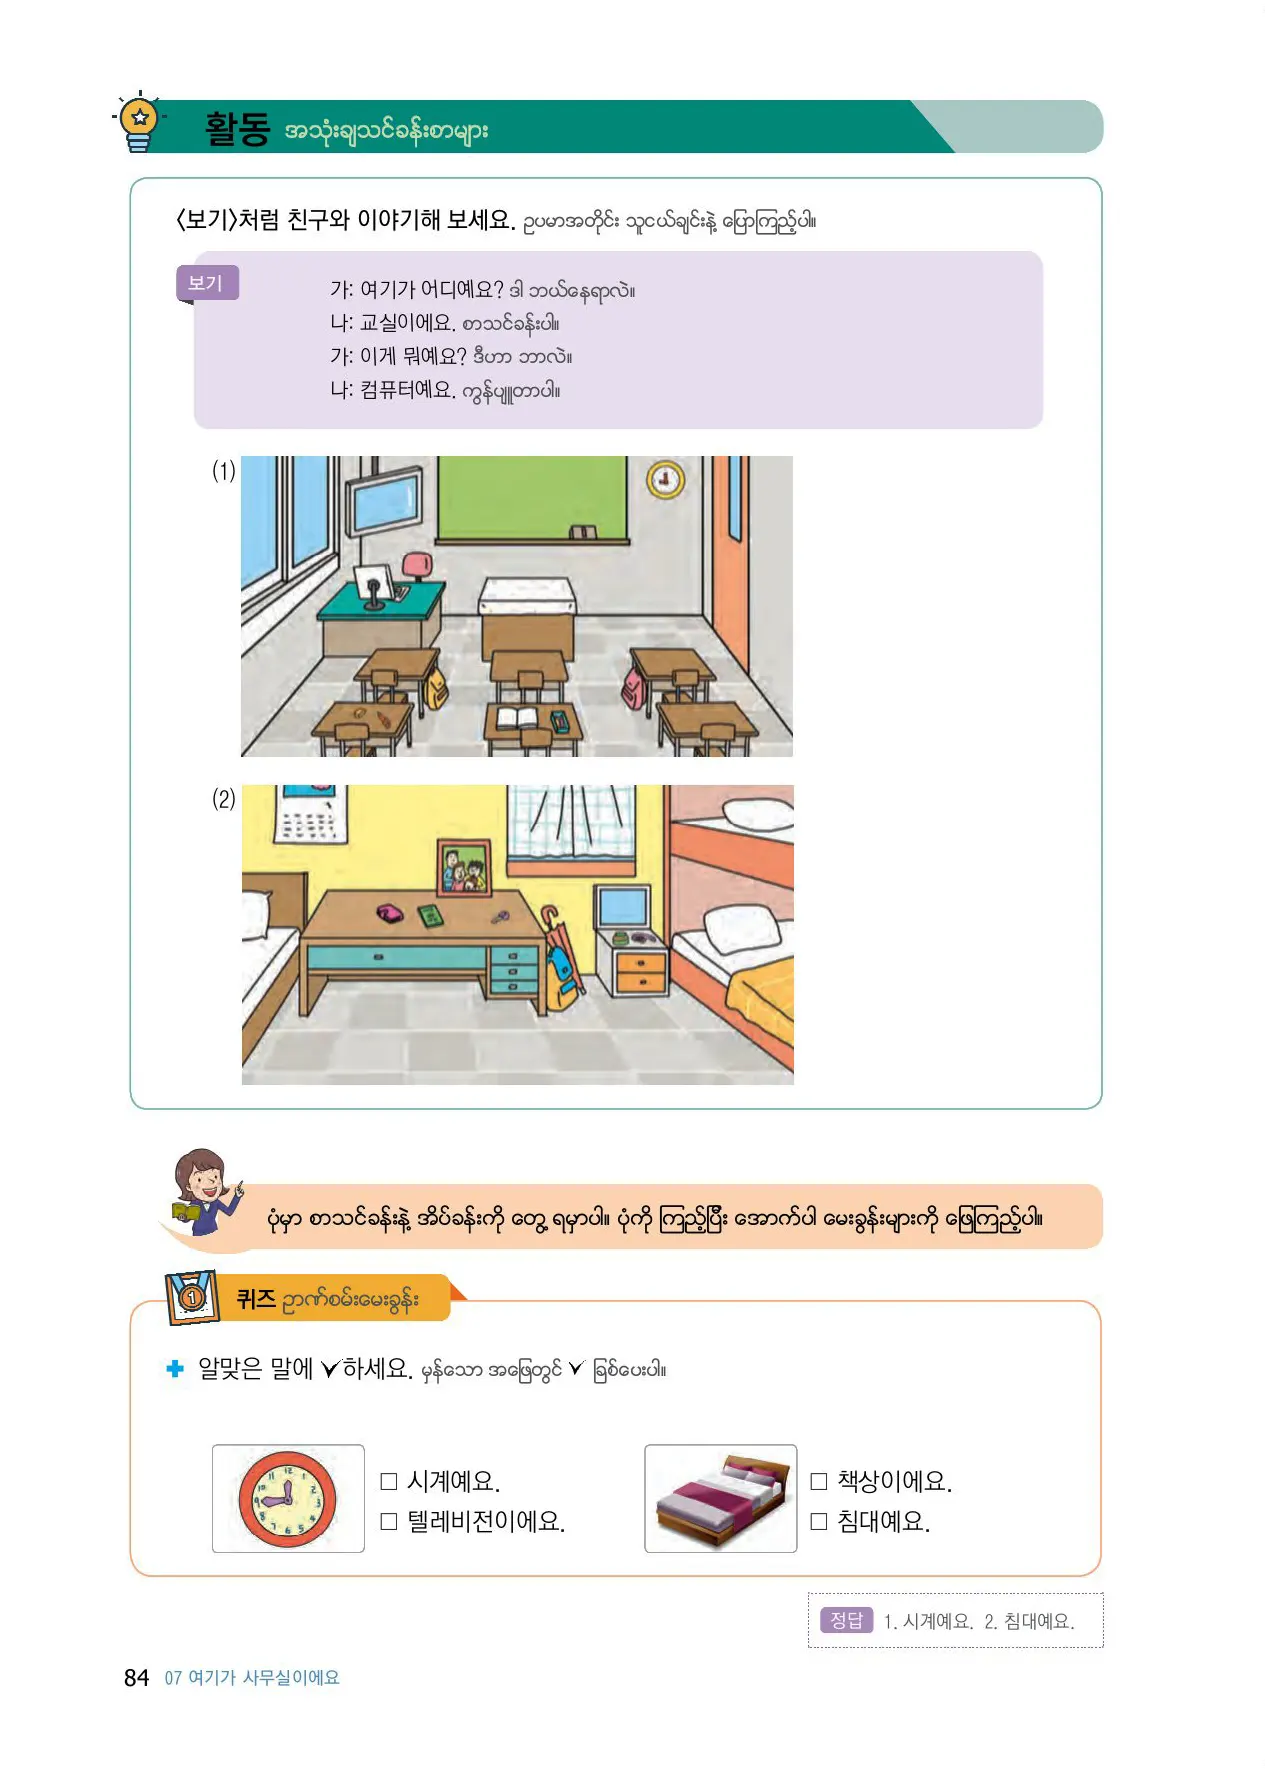 활동 အသုံးချသင်ခန်းစာများ
<보기>처럼 친구와 이야기해 보세요. ဥပမာအတိုင်း သူငယ်ချင်းနဲ့ ပြောကြည့်ပါ။
보기
가: 여기가 어디예요? ဒါ ဘယ်နေရာလဲ။
나: 교실이에요. စာသင်ခန်းပါ။
가: 이게 뭐예요? ဒီဟာ ဘာလဲ။
나: 컴퓨터예요. ကွန်ပျူတာပါ။
(1)
(2)
ပုံမှာ စာသင်ခန်းနဲ့ အိပ်ခန်းကို တွေ့ရမှာပါ။ ပုံကို ကြည့်ပြီး အောက်ပါ မေးခွန်းများကို ဖြေကြည့်ပါ။
1
퀴즈 ဉာဏ်စမ်းမေးခွန်း
알맞은 말에 ✓하세요. မှန်သော အဖြေတွင် ✓ ခြစ်ပေးပါ။
□ 시계예요.
□ 텔레비전이에요.
□ 책상이에요.
□ 침대예요.
정답 1. 시계예요. 2. 침대예요.
84 07 여기가 사무실이에요